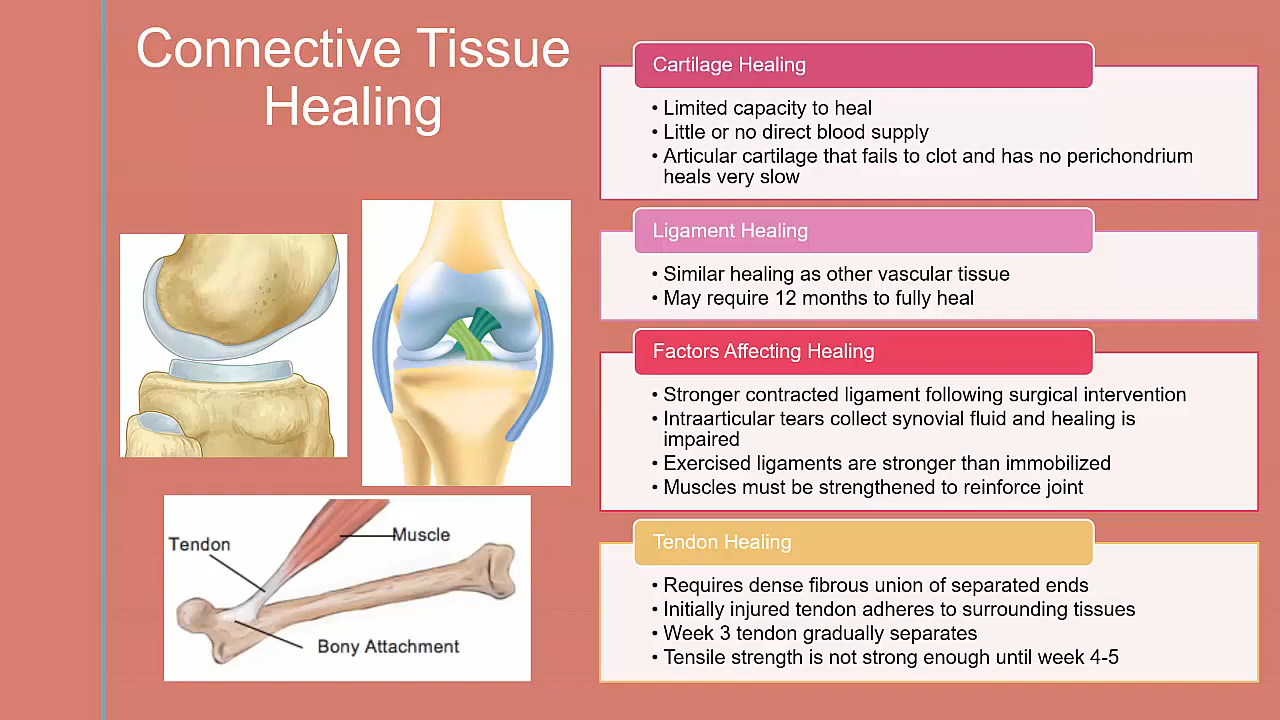 Connective Tissue
Healing
Cartilage Healing
• Limited capacity to heal
• Little or no direct blood supply
• Articular cartilage that fails to clot and has no perichondrium
heals very slow
Ligament Healing
• Similar healing as other vascular tissue
• May require 12 months to fully heal
Factors Affecting Healing
• Stronger contracted ligament following surgical intervention
• Intraarticular tears collect synovial fluid and healing is
impaired
• Exercised ligaments are stronger than immobilized
• Muscles must be strengthened to reinforce joint
Tendon Healing
• Requires dense fibrous union of separated ends
• Initially injured tendon adheres to surrounding tissues
• Week 3 tendon gradually separates
• Tensile strength is not strong enough until week 4-5
Tendon
Muscle
Bony Attachment